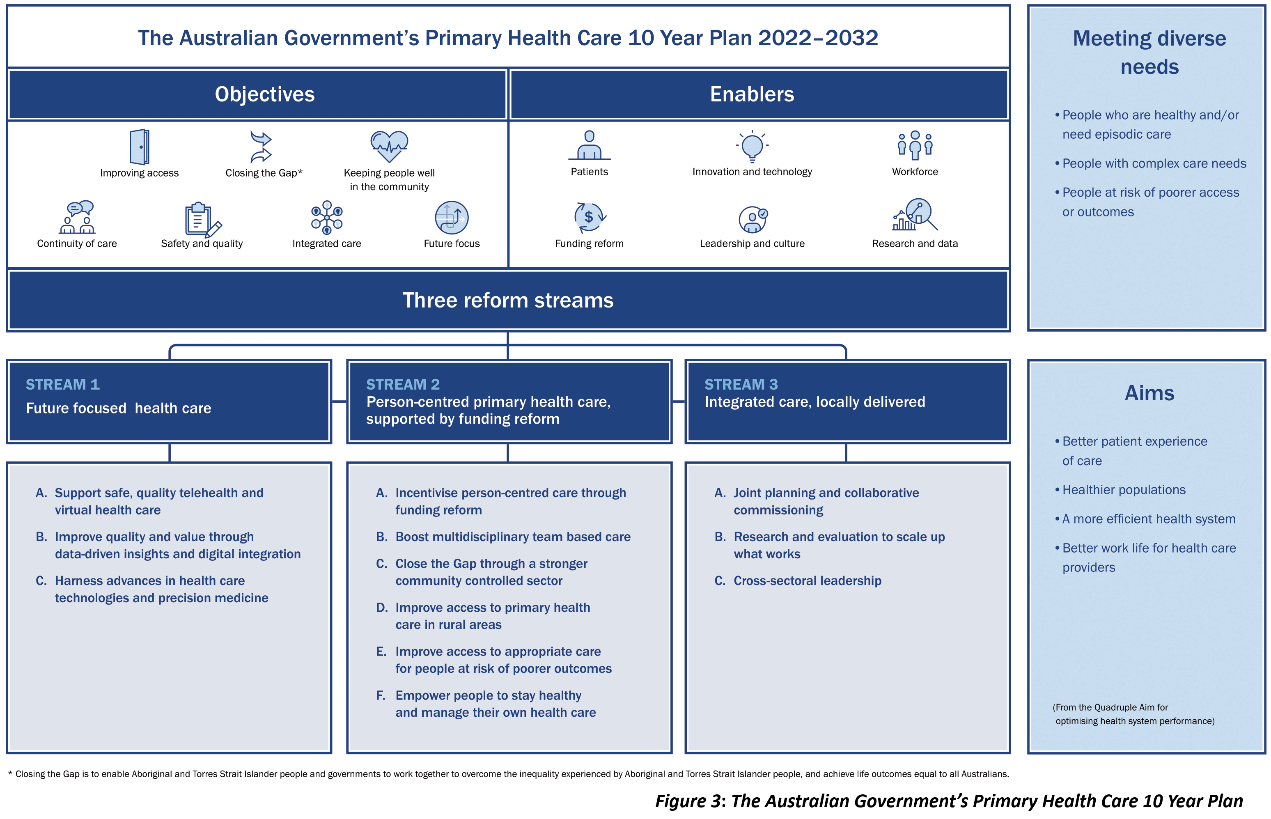 The Australian Government’s Primary Health Care 10 Year Plan 2022–2032
Objectives
Improving access
Closing the Gap*
Keeping people well
in the community
Continuity of care
Safety and quality
Integrated care
Future focus
Enablers
Patients
Innovation and technology
Workforce
Funding reform
Leadership and culture
Research and data
Three reform streams
STREAM 1
Future focused health care
A. Support safe, quality telehealth and
virtual health care
B. Improve quality and value through
data-driven insights and digital integration
C. Harness advances in health care
technologies and precision medicine
STREAM 2
Person-centred primary health care,
supported by funding reform
A. Incentivise person-centred care through
funding reform
B. Boost multidisciplinary team based care
C. Close the Gap through a stronger
community controlled sector
D. Improve access to primary health
care in rural areas
E. Improve access to appropriate care
for people at risk of poorer outcomes
F. Empower people to stay healthy
and manage their own health care
STREAM 3
Integrated care, locally delivered
A. Joint planning and collaborative
commissioning
B. Research and evaluation to scale up
what works
C. Cross-sectoral leadership
Meeting diverse
needs
• People who are healthy and/or
need episodic care
• People with complex care needs
• People at risk of poorer access
or outcomes
Aims
• Better patient experience
of care
• Healthier populations
• A more efficient health system
• Better work life for health care
providers
(From the Quadruple Aim for
optimising health system performance)
* Closing the Gap is to enable Aboriginal and Torres Strait Islander people and governments to work together to overcome the inequality experienced by Aboriginal and Torres Strait Islander people, and achieve life outcomes equal to all Australians.
Figure 3: The Australian Government’s Primary Health Care 10 Year Plan